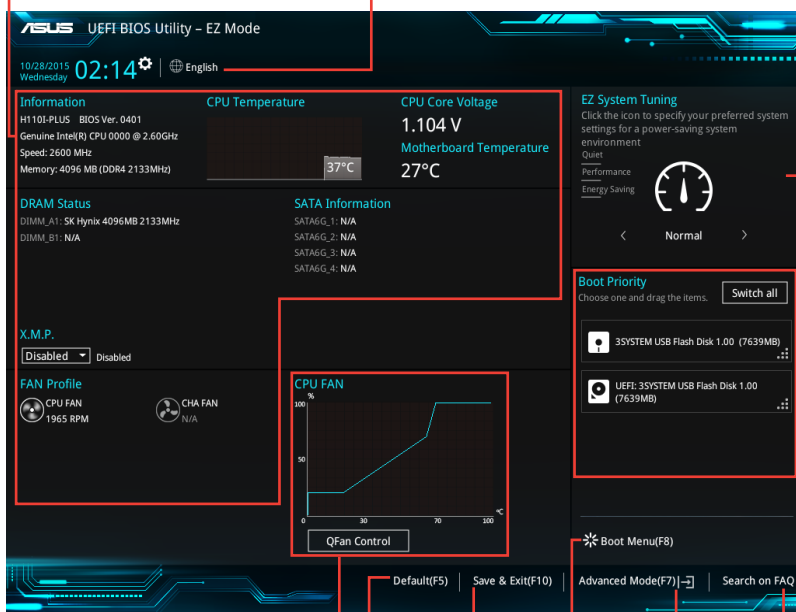 ASUS UEFI BIOS Utility – EZ Mode
10/28/2015
Wednesday
02:14
English
Information
H110I-PLUS BIOS Ver. 0401
Genuine Intel(R) CPU 0000 @ 2.60GHz
Speed: 2600 MHz
Memory: 4096 MB (DDR4 2133MHz)
CPU Temperature
37°C
CPU Core Voltage
1.104 V
Motherboard Temperature
27°C
EZ System Tuning
Click the icon to specify your preferred system
settings for a power-saving system
environment
Quiet
Performance
Energy Saving
Normal
DRAM Status
DIMM_A1: SK Hynix 4096MB 2133MHz
DIMM_B1: N/A
SATA Information
SATA6G_1: N/A
SATA6G_2: N/A
SATA6G_3: N/A
SATA6G_4: N/A
Boot Priority
Choose one and drag the items.
Switch all
3SYSTEM USB Flash Disk 1.00 (7639MB)
UEFI: 3SYSTEM USB Flash Disk 1.00
(7639MB)
X.M.P.
Disabled
Disabled
FAN Profile
CPU FAN
1965 RPM
CHA FAN
N/A
CPU FAN
%
100
50
0
30
70
100
°C
QFan Control
Boot Menu(F8)
Default(F5)
Save & Exit(F10)
Advanced Mode(F7)
Search on FAQ